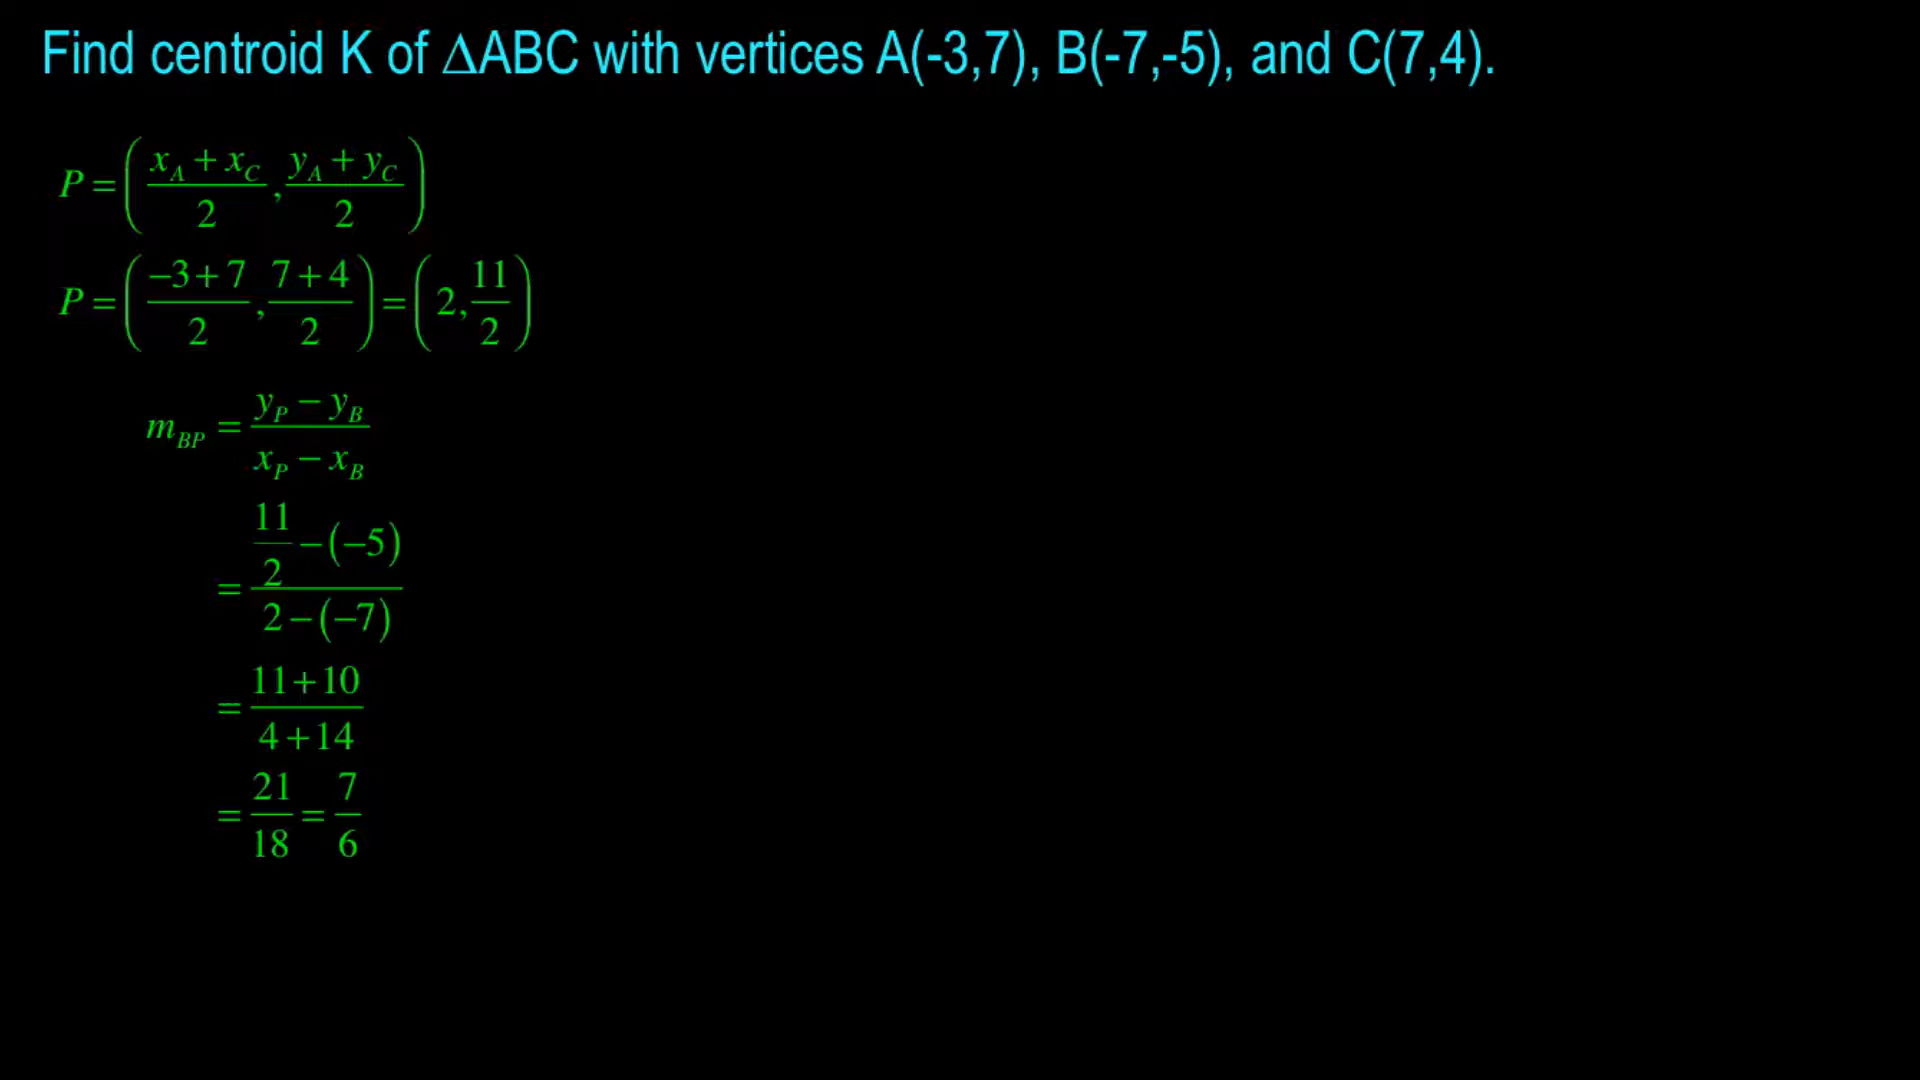 Find centroid K of ΔABC with vertices A(-3,7), B(-7,-5), and C(7,4).
P = ( (x_A + x_C)/2 , (y_A + y_C)/2 )
P = ( (−3+7)/2 , (7+4)/2 ) = ( 2, 11/2 )
m_BP = (y_P − y_B)/(x_P − x_B)
= (11/2 −(−5))/(2−(−7))
= (11+10)/(4+14)
= 21/18 = 7/6